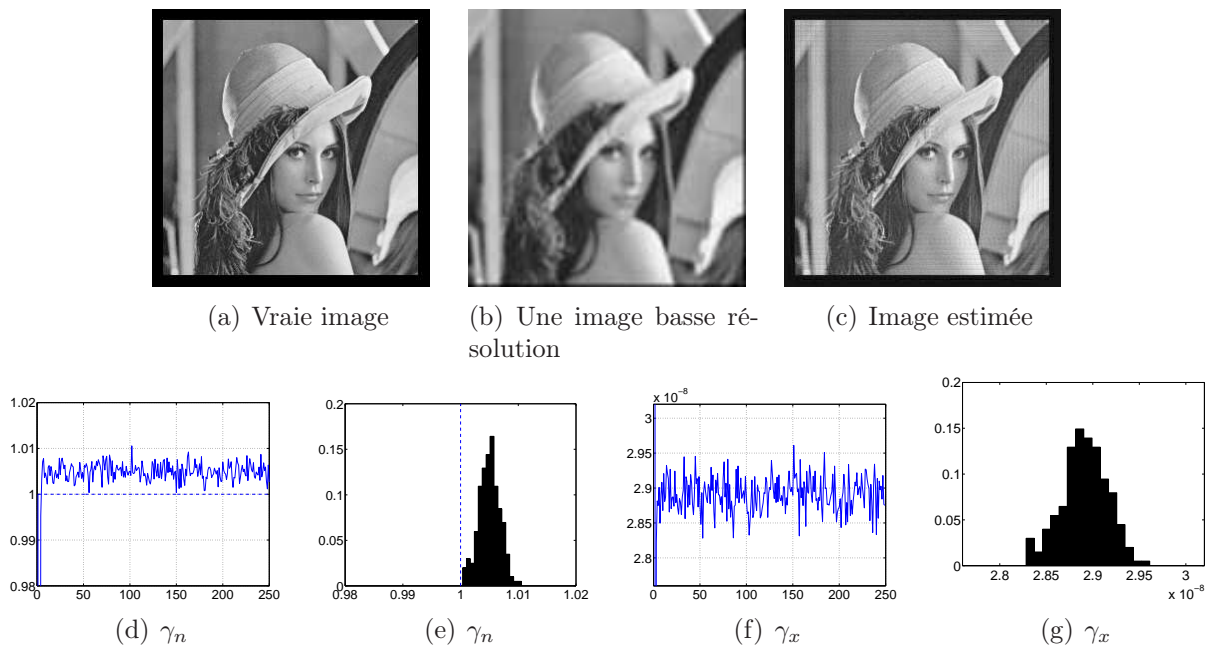 (a) Vraie image
(b) Une image basse ré-
solution
(c) Image estimée
1.02
1.01
1
0.99
0.98
0 50 100 150 200 250
(d) γn
0.2
0.15
0.1
0.05
0
0.98 0.99 1 1.01 1.02
(e) γn
x 10⁻⁸
3
2.95
2.9
2.85
2.8
0 50 100 150 200 250
(f) γx
0.2
0.15
0.1
0.05
0
2.8 2.85 2.9 2.95 3
x 10⁻⁸
(g) γx